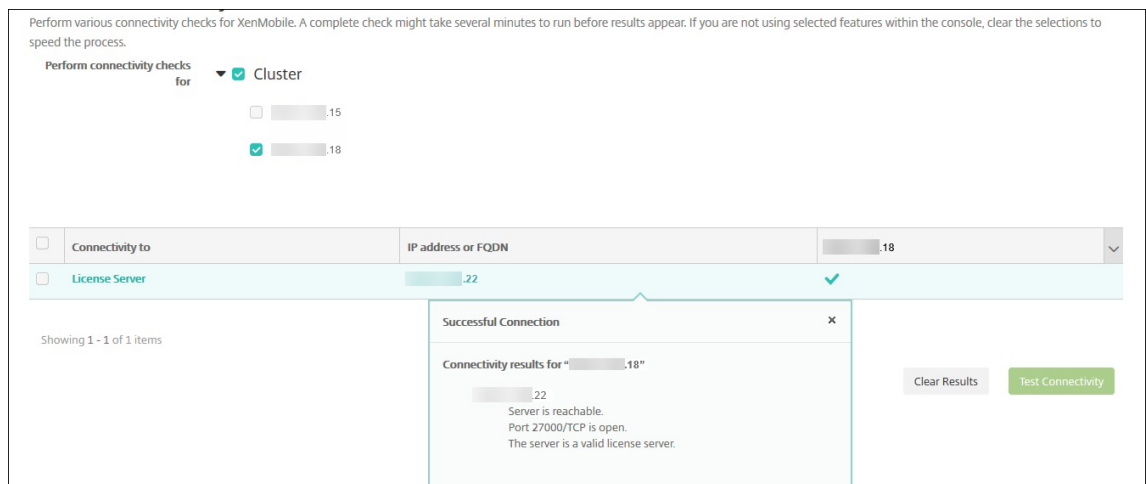 Perform various connectivity checks for XenMobile. A complete check might take several minutes to run before results appear. If you are not using selected features within the console, clear the selections to
speed the process.
Perform connectivity checks
for
Cluster
.15
.18
Connectivity to IP address or FQDN .18
License Server .22
Showing 1 - 1 of 1 items
Successful Connection ×
Connectivity results for “ .18”
.22
Server is reachable.
Port 27000/TCP is open.
The server is a valid license server.
Clear Results Test Connectivity